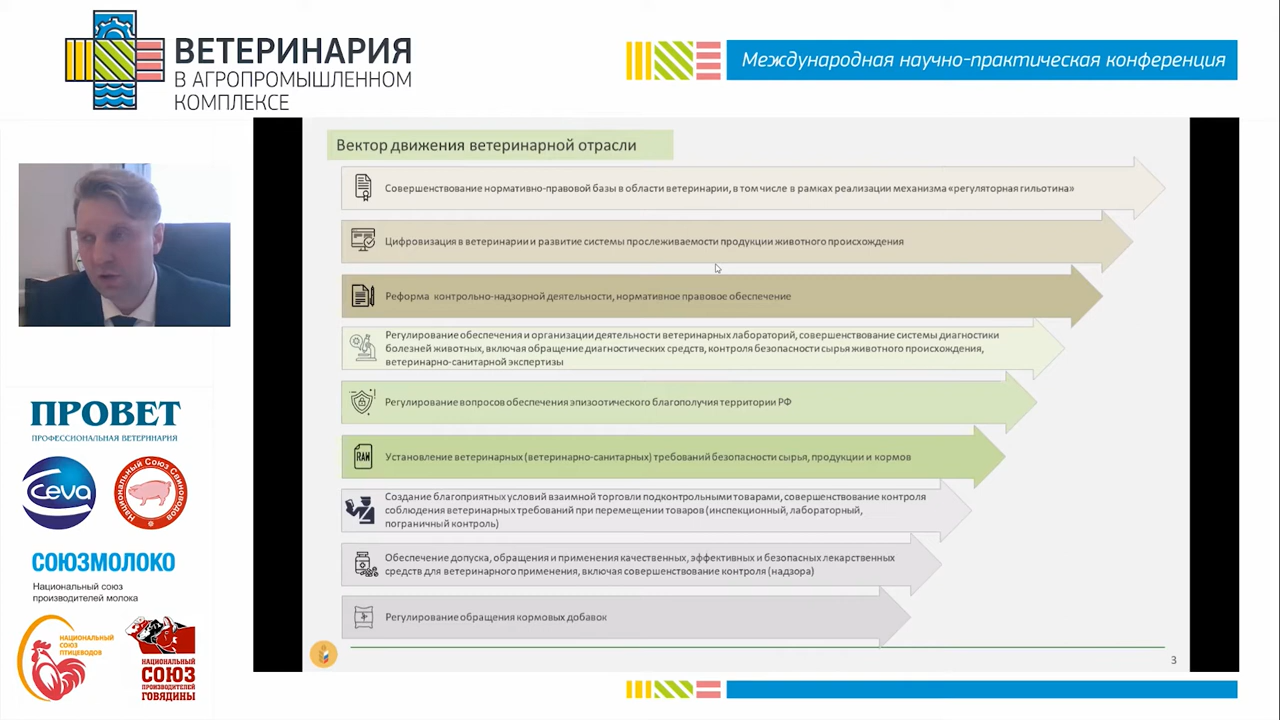 ВЕТЕРИНАРИЯ
В АГРОПРОМЫШЛЕННОМ
КОМПЛЕКСЕ
Международная научно-практическая конференция
Вектор движения ветеринарной отрасли
Совершенствование нормативно-правовой базы в области ветеринарии, в том числе в рамках реализации механизма «регуляторная гильотина»
Цифровизация в ветеринарии и развитие системы прослеживаемости продукции животного происхождения
Реформа контрольно-надзорной деятельности, нормативное правовое обеспечение
Регулирование обеспечения и организации деятельности ветеринарных лабораторий, совершенствование системы диагностики
болезней животных, включая обращение диагностических средств, контроля безопасности сырья животного происхождения,
ветеринарно-санитарной экспертизы
Регулирование вопросов обеспечения эпизоотического благополучия территории РФ
RAW
Установление ветеринарных (ветеринарно-санитарных) требований безопасности сырья, продукции и кормов
Создание благоприятных условий взаимной торговли подконтрольными товарами, совершенствование контроля
соблюдения ветеринарных требований при перемещении товаров (инспекционный, лабораторный,
пограничный контроль)
Обеспечение допуска, обращения и применения качественных, эффективных и безопасных лекарственных
средств для ветеринарного применения, включая совершенствование контроля (надзора)
Регулирование обращения кормовых добавок
3
ПРОВЕТ
ПРОФЕССИОНАЛЬНАЯ ВЕТЕРИНАРИЯ
Ceva
Национальный Союз Свиноводов
СОЮЗМОЛОКО
Национальный союз
производителей молока
НАЦИОНАЛЬНЫЙ
СОЮЗ
ПТИЦЕВОДОВ
НАЦИОНАЛЬНЫЙ
СОЮЗ
ПРОИЗВОДИТЕЛЕЙ
ГОВЯДИНЫ